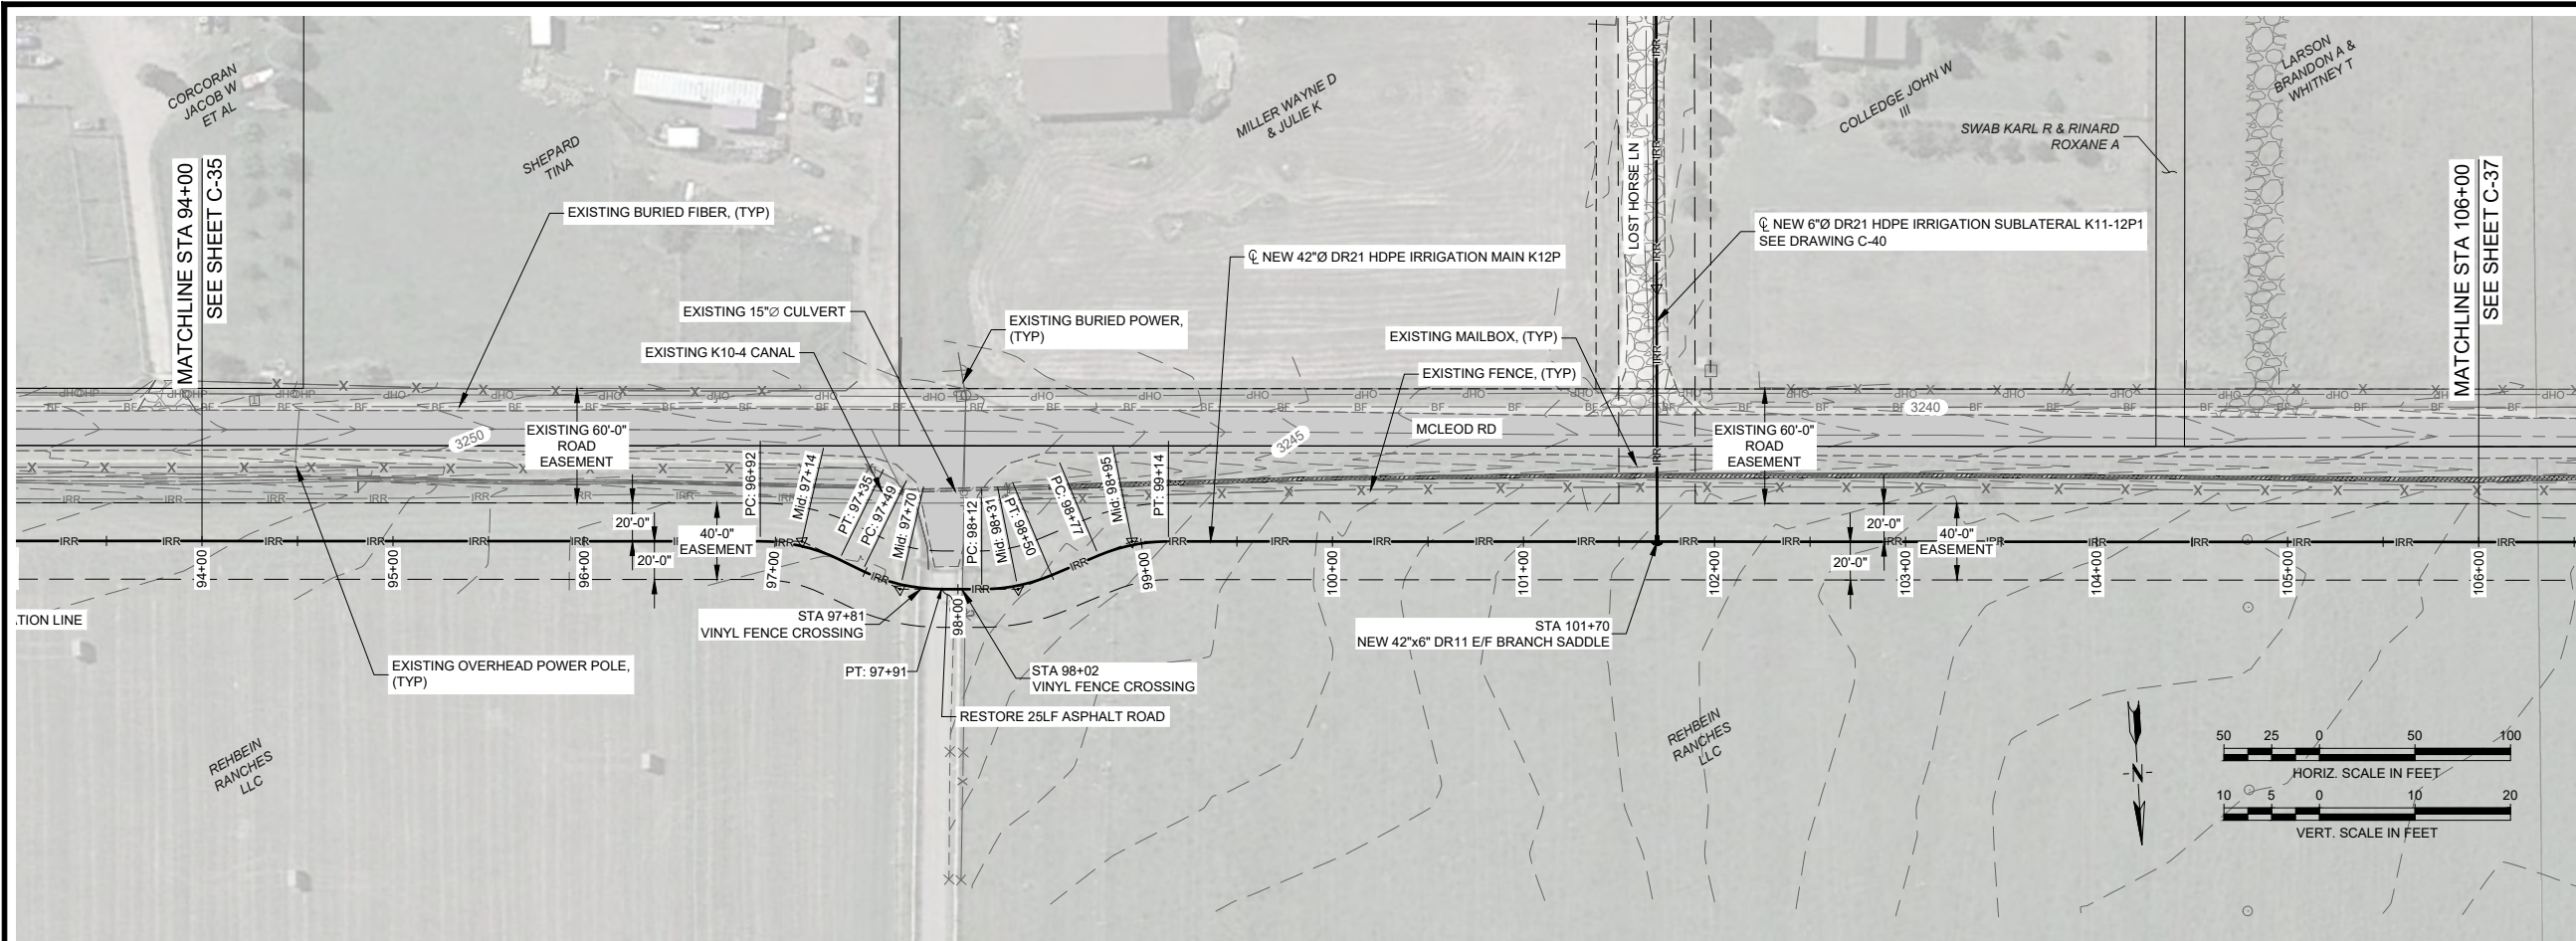 CORCORAN
JACOB W
ET AL
SHEPARD
TINA
MILLER WAYNE D
& JULIE K
COLLEDGE JOHN W
III
SWAB KARL R & RINARD
ROXANE A
LARSON
BRANDON A &
WHITNEY T
MATCHLINE STA 94+00
SEE SHEET C-35
MATCHLINE STA 106+00
SEE SHEET C-37
EXISTING BURIED FIBER, (TYP)
LOST HORSE LN
℄ NEW 6"Ø DR21 HDPE IRRIGATION SUBLATERAL K11-12P1
SEE DRAWING C-40
℄ NEW 42"Ø DR21 HDPE IRRIGATION MAIN K12P
EXISTING 15"∅ CULVERT
EXISTING BURIED POWER,
(TYP)
EXISTING K10-4 CANAL
EXISTING MAILBOX, (TYP)
EXISTING FENCE, (TYP)
MCLEOD RD
3250
3245
3240
EXISTING 60'-0"
ROAD
EASEMENT
EXISTING 60'-0"
ROAD
EASEMENT
PC: 96+92
Mid: 97+14
PT: 97+35
PC: 97+49
Mid: 97+70
PC: 98+12
Mid: 98+31
PT: 98+50
PC: 98+77
Mid: 98+95
PT: 99+14
20'-0"
20'-0"
40'-0"
EASEMENT
20'-0"
20'-0"
40'-0"
EASEMENT
IRR
OHP
BF
94+00
95+00
96+00
97+00
98+00
99+00
100+00
101+00
102+00
103+00
104+00
105+00
106+00
STA 97+81
VINYL FENCE CROSSING
PT: 97+91
STA 98+02
VINYL FENCE CROSSING
RESTORE 25LF ASPHALT ROAD
STA 101+70
NEW 42"x6" DR11 E/F BRANCH SADDLE
EXISTING OVERHEAD POWER POLE,
(TYP)
TION LINE
REHBEIN
RANCHES
LLC
REHBEIN
RANCHES
LLC
N
50 25 0 50 100
HORIZ. SCALE IN FEET
10 5 0 10 20
VERT. SCALE IN FEET